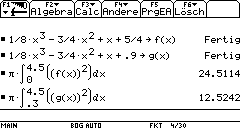 F1 F2 Algebra F3 Calc F4 Andere F5 PrgEA F6 Lösch
▪ 1/8·x³ - 3/4·x² + x + 5/4 → f(x) Fertig
▪ 1/8·x³ - 3/4·x² + x + .9 → g(x) Fertig
▪ π·∫₀^4.5 ((f(x))²)dx 24.5114
▪ π·∫.3^4.5 ((g(x))²)dx 12.5242
MAIN BOG AUTO FKT 4/30